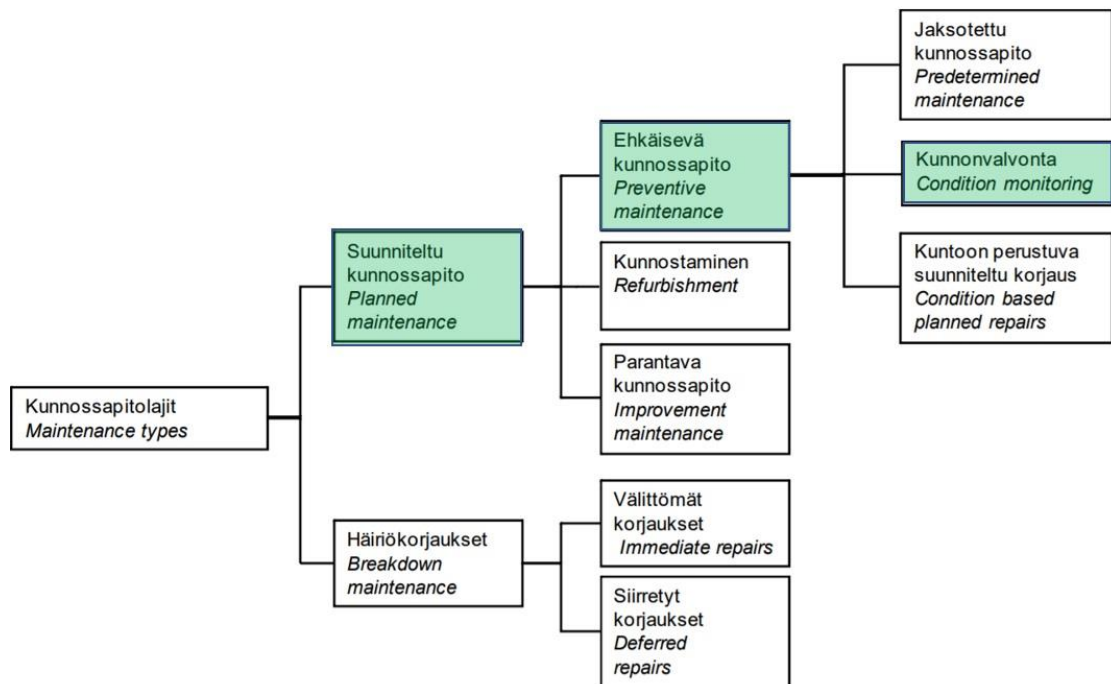 Kunnossapitolajit
Maintenance types
Suunniteltu
kunnossapito
Planned
maintenance
Häiriökorjaukset
Breakdown
maintenance
Ehkäisevä
kunnossapito
Preventive
maintenance
Kunnostaminen
Refurbishment
Parantava
kunnossapito
Improvement
maintenance
Välittömät
korjaukset
Immediate repairs
Siirretyt
korjaukset
Deferred
repairs
Jaksotettu
kunnossapito
Predetermined
maintenance
Kunnonvalvonta
Condition monitoring
Kuntoon perustuva
suunniteltu korjaus
Condition based
planned repairs